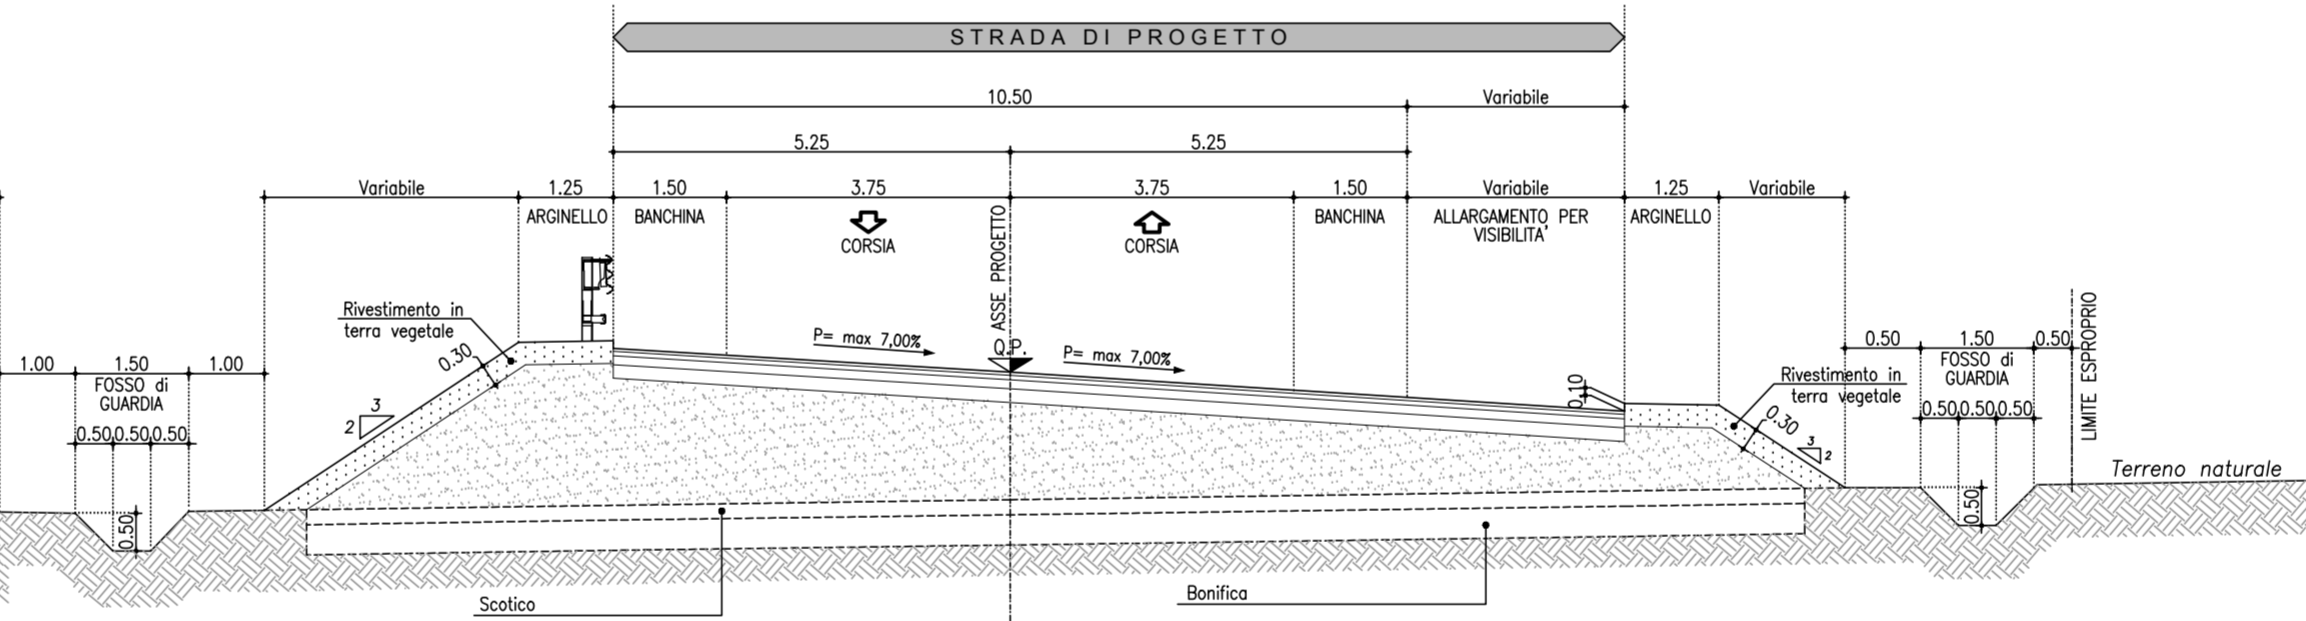 STRADA DI PROGETTO
10.50
Variabile
5.25
5.25
Variabile
1.25
1.50
3.75
3.75
1.50
Variabile
1.25
Variabile
ARGINELLO
BANCHINA
CORSIA
ASSE PROGETTO
CORSIA
BANCHINA
ALLARGAMENTO PER
VISIBILITA'
ARGINELLO
Rivestimento in
terra vegetale
0.30
P= max 7,00%
Q.P.
P= max 7,00%
0.10
Rivestimento in
terra vegetale
0.30
1.00
1.50
1.00
FOSSO di
GUARDIA
0.50
0.50
0.50
0.50
3
2
3
2
0.50
1.50
0.50
FOSSO di
GUARDIA
0.50
0.50
0.50
0.50
LIMITE ESPROPRIO
Terreno naturale
Scotico
Bonifica